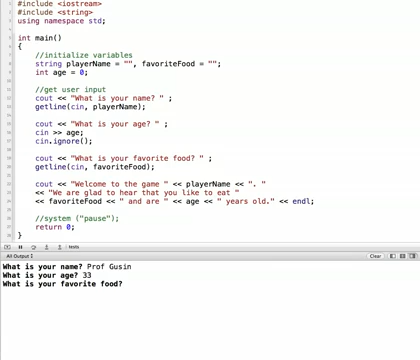 #include <iostream>
#include <string>
using namespace std;
int main()
{
//initialize variables
string playerName = "", favoriteFood = "";
int age = 0;
//get user input
cout << "What is your name? " ;
getline(cin, playerName);
cout << "What is your age? " ;
cin >> age;
cin.ignore();
cout << "What is your favorite food? " ;
getline(cin, favoriteFood);
cout << "Welcome to the game " << playerName << ". "
<< "We are glad to hear that you like to eat "
<< favoriteFood << " and are " << age << " years old." << endl;
//system ("pause");
return 0;
}
tests
All Output
Clear
What is your name? Prof Gusin
What is your age? 33
What is your favorite food?